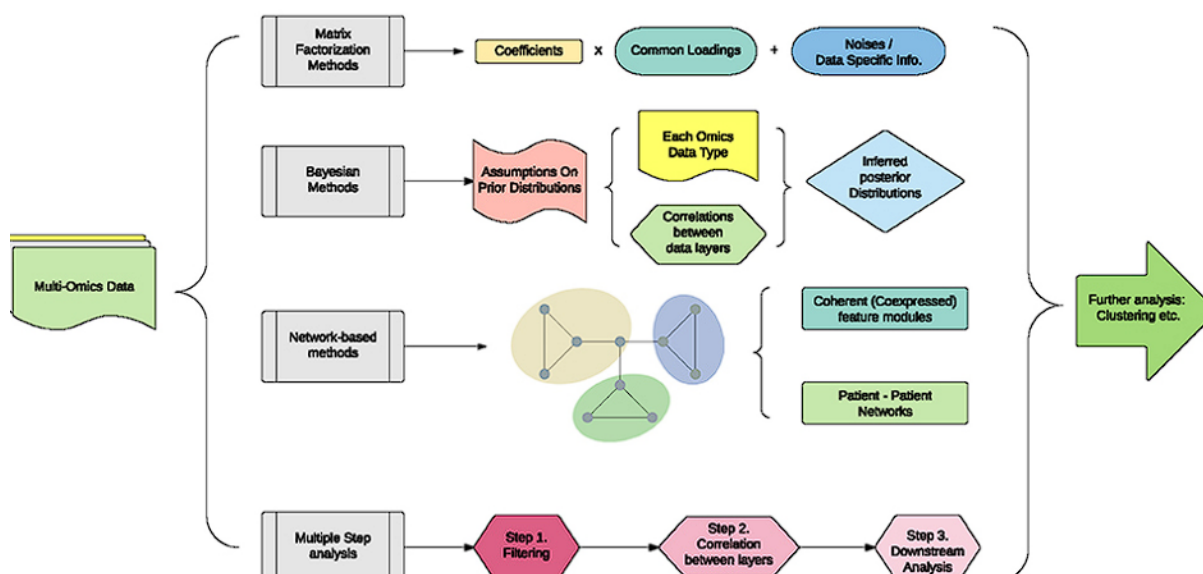 Multi-Omics Data
Matrix
Factorization
Methods
Coefficients
x
Common Loadings
+
Noises /
Data Specific Info.
Bayesian
Methods
Assumptions On
Prior Distributions
Each Omics
Data Type
Correlations
between
data layers
Inferred
posterior
Distributions
Network-based
methods
Coherent (Coexpressed)
feature modules
Patient - Patient
Networks
Multiple Step
analysis
Step 1.
Filtering
Step 2.
Correlation
between layers
Step 3.
Downstream
Analysis
Further analysis:
Clustering etc.